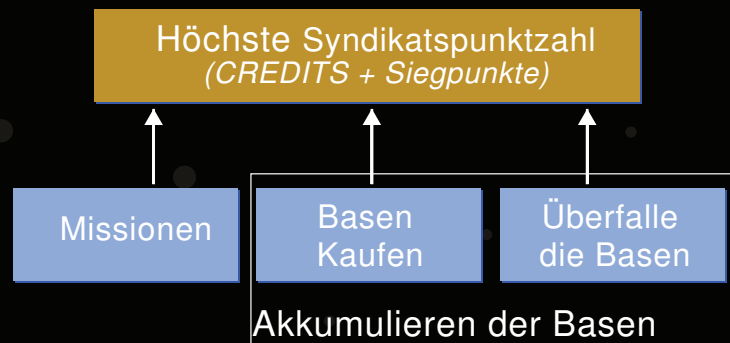 Höchste Syndikatspunktzahl
(CREDITS + Siegpunkte)
Missionen
Basen
Kaufen
Überfalle
die Basen
Akkumulieren der Basen